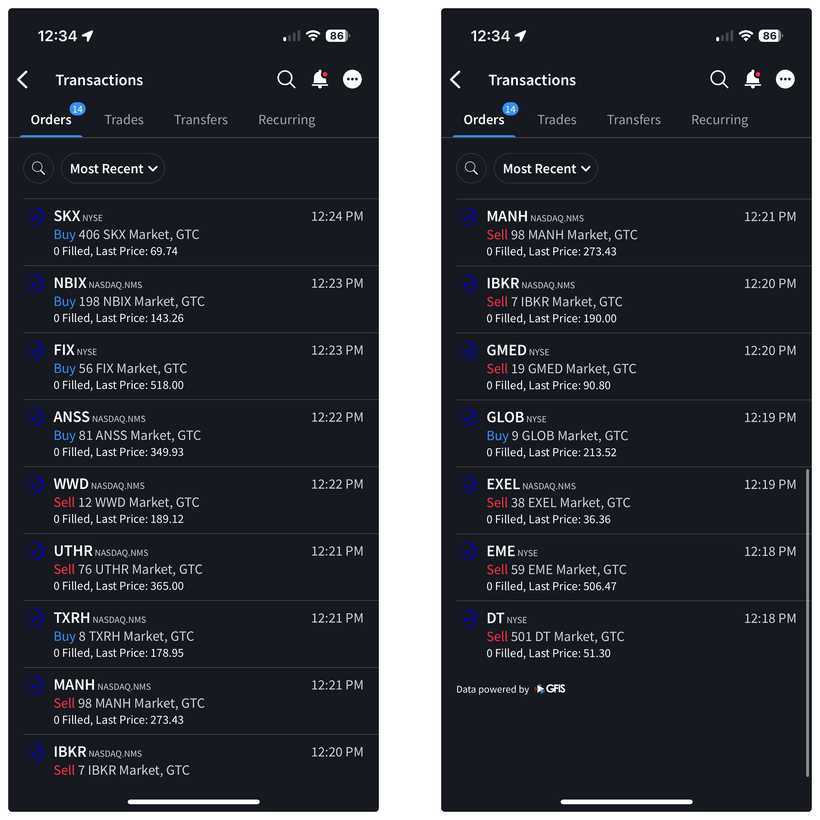 12:34
86
Transactions
14
Orders Trades Transfers Recurring
Most Recent
SKX NYSE 12:24 PM
Buy 406 SKX Market, GTC
0 Filled, Last Price: 69.74
NBIX NASDAQ.NMS 12:23 PM
Buy 198 NBIX Market, GTC
0 Filled, Last Price: 143.26
FIX NYSE 12:23 PM
Buy 56 FIX Market, GTC
0 Filled, Last Price: 518.00
ANSS NASDAQ.NMS 12:22 PM
Buy 81 ANSS Market, GTC
0 Filled, Last Price: 349.93
WWD NASDAQ.NMS 12:22 PM
Sell 12 WWD Market, GTC
0 Filled, Last Price: 189.12
UTHR NASDAQ.NMS 12:21 PM
Sell 76 UTHR Market, GTC
0 Filled, Last Price: 365.00
TXRH NASDAQ.NMS 12:21 PM
Buy 8 TXRH Market, GTC
0 Filled, Last Price: 178.95
MANH NASDAQ.NMS 12:21 PM
Sell 98 MANH Market, GTC
0 Filled, Last Price: 273.43
IBKR NASDAQ.NMS 12:20 PM
Sell 7 IBKR Market, GTC
12:34
86
Transactions
14
Orders Trades Transfers Recurring
Most Recent
MANH NASDAQ.NMS 12:21 PM
Sell 98 MANH Market, GTC
0 Filled, Last Price: 273.43
IBKR NASDAQ.NMS 12:20 PM
Sell 7 IBKR Market, GTC
0 Filled, Last Price: 190.00
GMED NYSE 12:20 PM
Sell 19 GMED Market, GTC
0 Filled, Last Price: 90.80
GLOB NYSE 12:19 PM
Buy 9 GLOB Market, GTC
0 Filled, Last Price: 213.52
EXEL NASDAQ.NMS 12:19 PM
Sell 38 EXEL Market, GTC
0 Filled, Last Price: 36.36
EME NYSE 12:18 PM
Sell 59 EME Market, GTC
0 Filled, Last Price: 506.47
DT NYSE 12:18 PM
Sell 501 DT Market, GTC
0 Filled, Last Price: 51.30
Data powered by GFIS